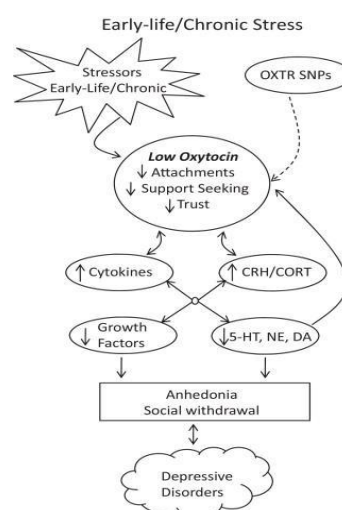 Early-life/Chronic Stress
Stressors
Early-Life/Chronic
OXTR SNPs
Low Oxytocin
↓ Attachments
↓ Support Seeking
↓ Trust
↑ Cytokines
↑ CRH/CORT
↓ Growth
Factors
↓5-HT, NE, DA
Anhedonia
Social withdrawal
Depressive
Disorders